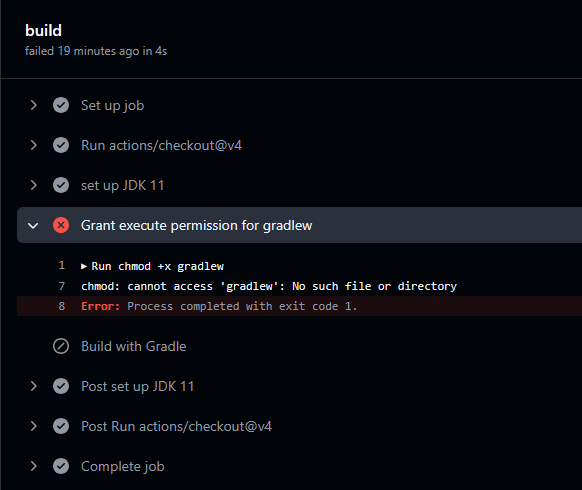 build
failed 19 minutes ago in 4s
Set up job
Run actions/checkout@v4
set up JDK 11
Grant execute permission for gradlew
1 ▶ Run chmod +x gradlew
7 chmod: cannot access 'gradlew': No such file or directory
8 Error: Process completed with exit code 1.
Build with Gradle
Post set up JDK 11
Post Run actions/checkout@v4
Complete job